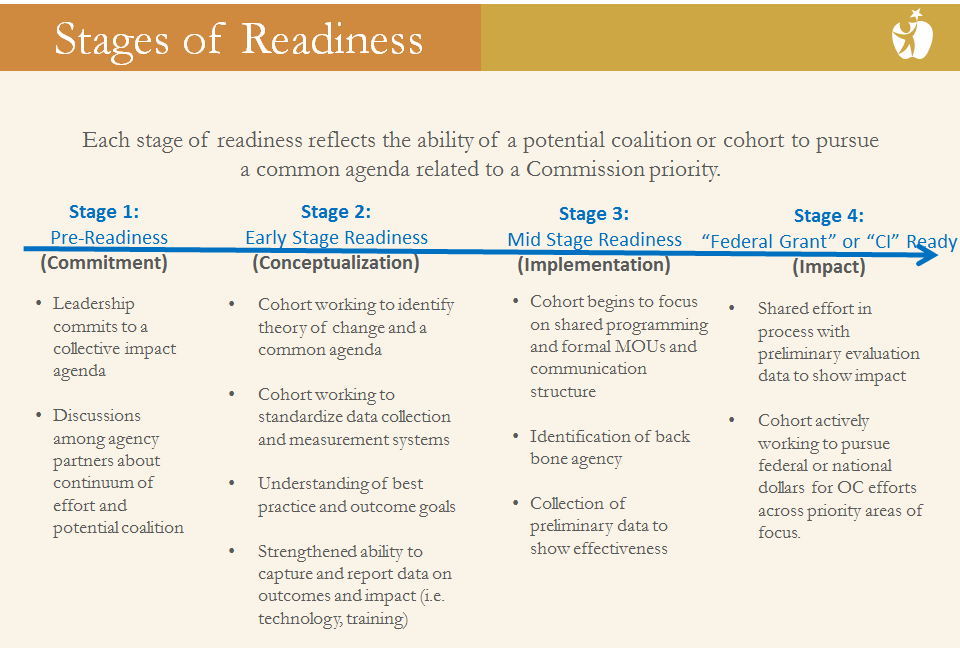 Stages of Readiness
Each stage of readiness reflects the ability of a potential coalition or cohort to pursue
a common agenda related to a Commission priority.
Stage 1:
Pre-Readiness
(Commitment)
• Leadership
commits to a
collective impact
agenda
• Discussions
among agency
partners about
continuum of
effort and
potential coalition
Stage 2:
Early Stage Readiness
(Conceptualization)
• Cohort working to identify
theory of change and a
common agenda
• Cohort working to
standardize data collection
and measurement systems
• Understanding of best
practice and outcome goals
• Strengthened ability to
capture and report data on
outcomes and impact (i.e.
technology, training)
Stage 3:
Mid Stage Readiness
(Implementation)
• Cohort begins to focus
on shared programming
and formal MOUs and
communication
structure
• Identification of back
bone agency
• Collection of
preliminary data to
show effectiveness
Stage 4:
“Federal Grant” or “CI” Ready
(Impact)
• Shared effort in
process with
preliminary evaluation
data to show impact
• Cohort actively
working to pursue
federal or national
dollars for OC efforts
across priority areas of
focus.